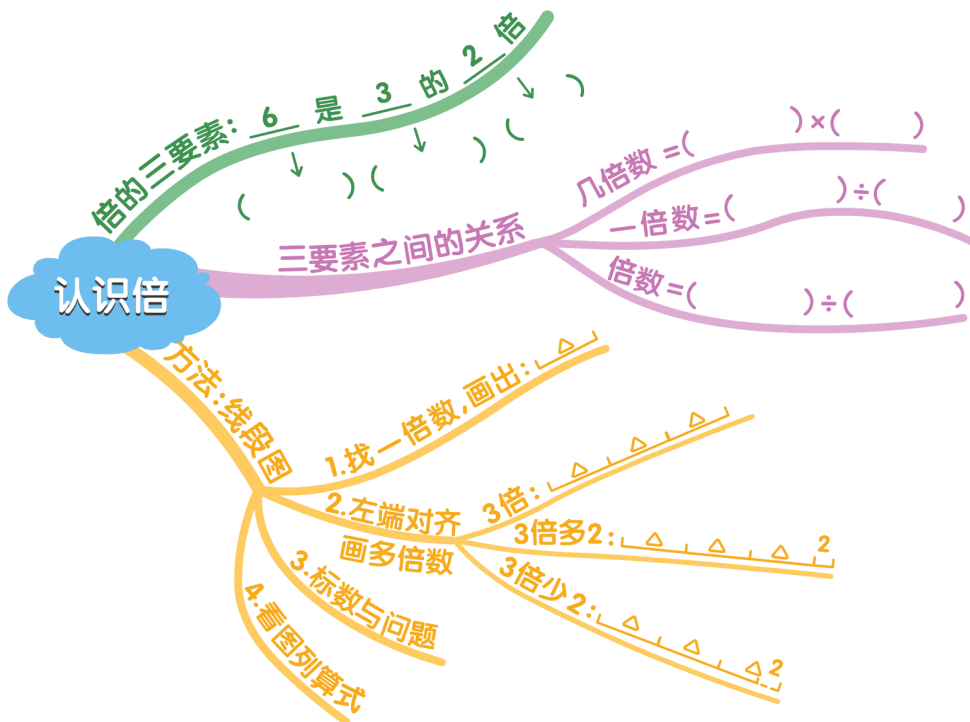 倍的三要素：6 是 3 的 2 倍
（　　）（　　）（　　）
认识倍
三要素之间的关系
几倍数 =（　　）×（　　）
一倍数=（　　）÷（　　）
倍数 =（　　）÷（　　）
方法：线段图
1.找一倍数，画出：
2.左端对齐
画多倍数
3倍：
3倍多2： 2
3倍少2： 2
3.标数与问题
4.看图列算式